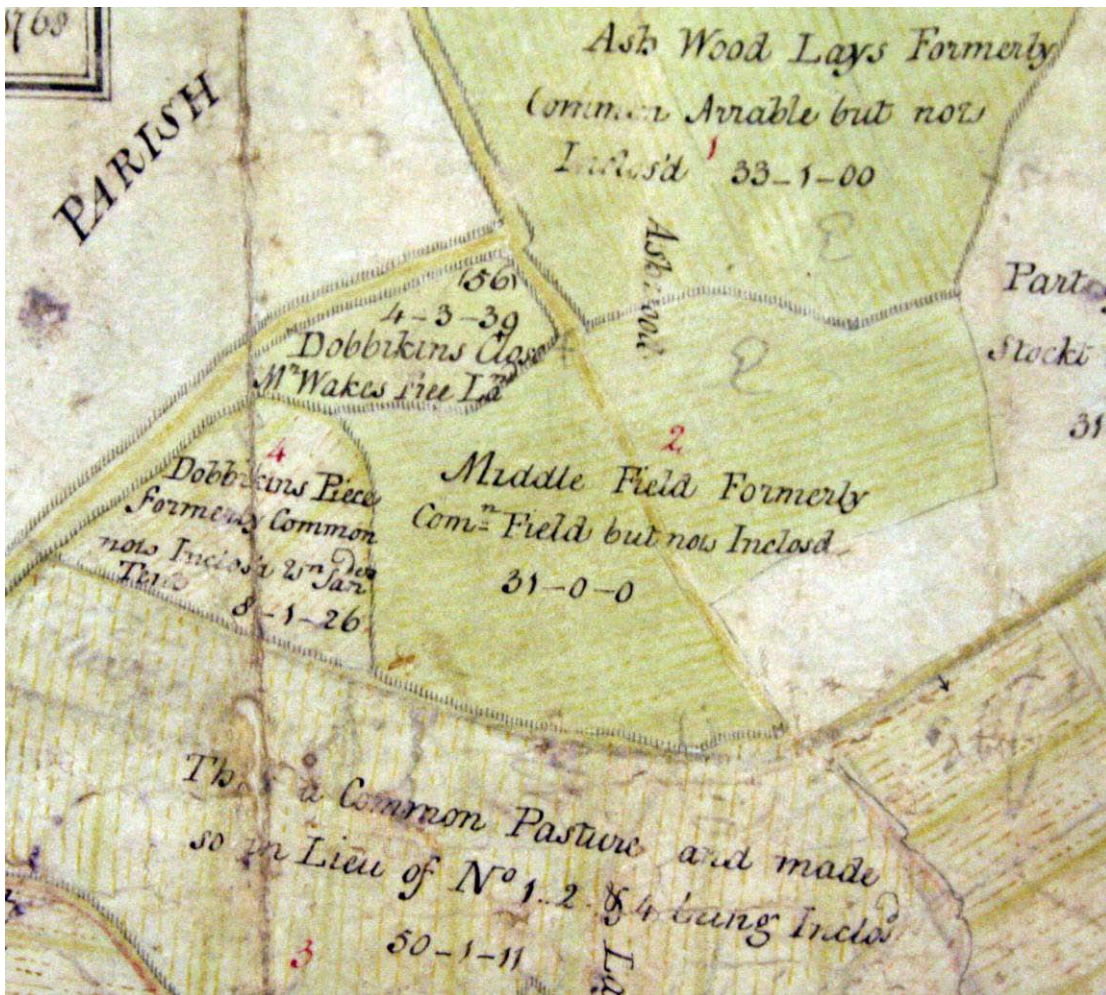 1768
PARISH
Ash Wood Lays Formerly
Common Arrable but now
1
Inclos'd 33-1-00
Ashwood
Part
Stockt
31
(56)
4-3-39
Dobbikins Close
Mr Wakes free Land
2
Middle Field Formerly
Comn= Field but now Inclosd
31-0-0
4
Dobbikins Piece
formerly Common
now Inclos'd
8-1-26
a Common Pasture and made
so in Lieu of No 1..2. & 4 being Inclosd
3
50-1-11
La